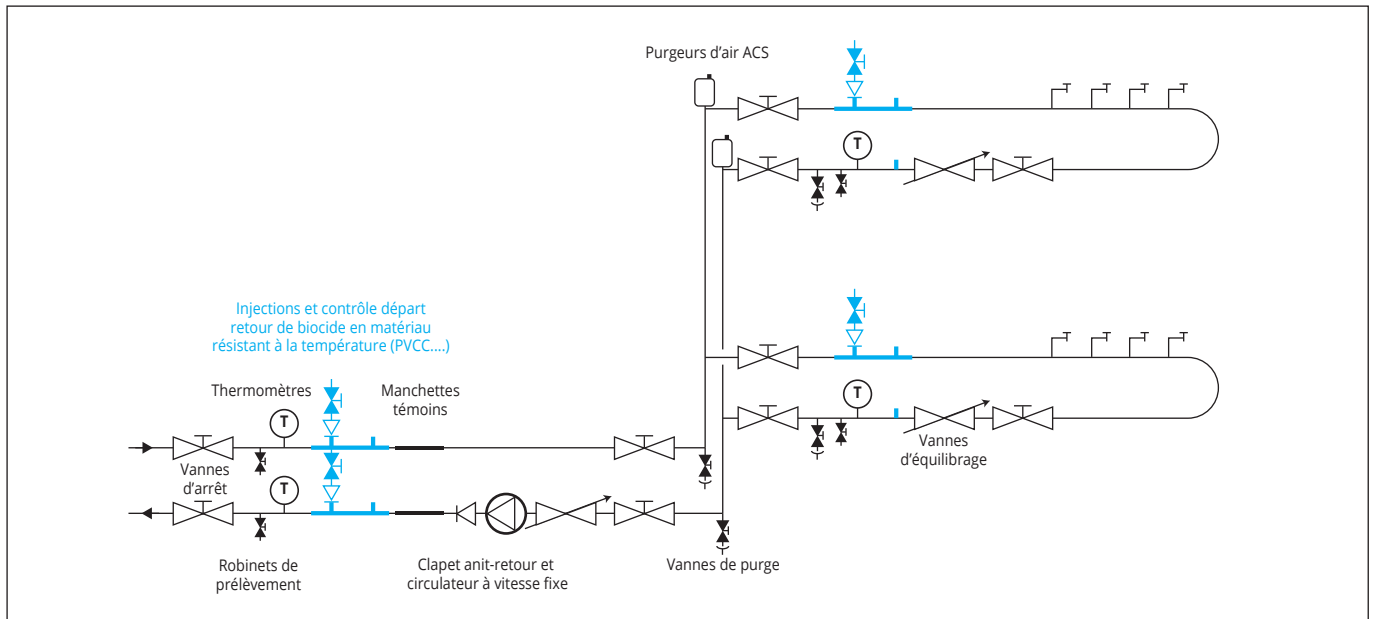 Purgeurs d'air ACS
T
Injections et contrôle départ
retour de biocide en matériau
résistant à la température (PVCC....)
Thermomètres
Manchettes
témoins
T
T
Vannes
d'équilibrage
Vannes
d'arrêt
T
Robinets de
prélèvement
Clapet anit-retour et
circulateur à vitesse fixe
Vannes de purge